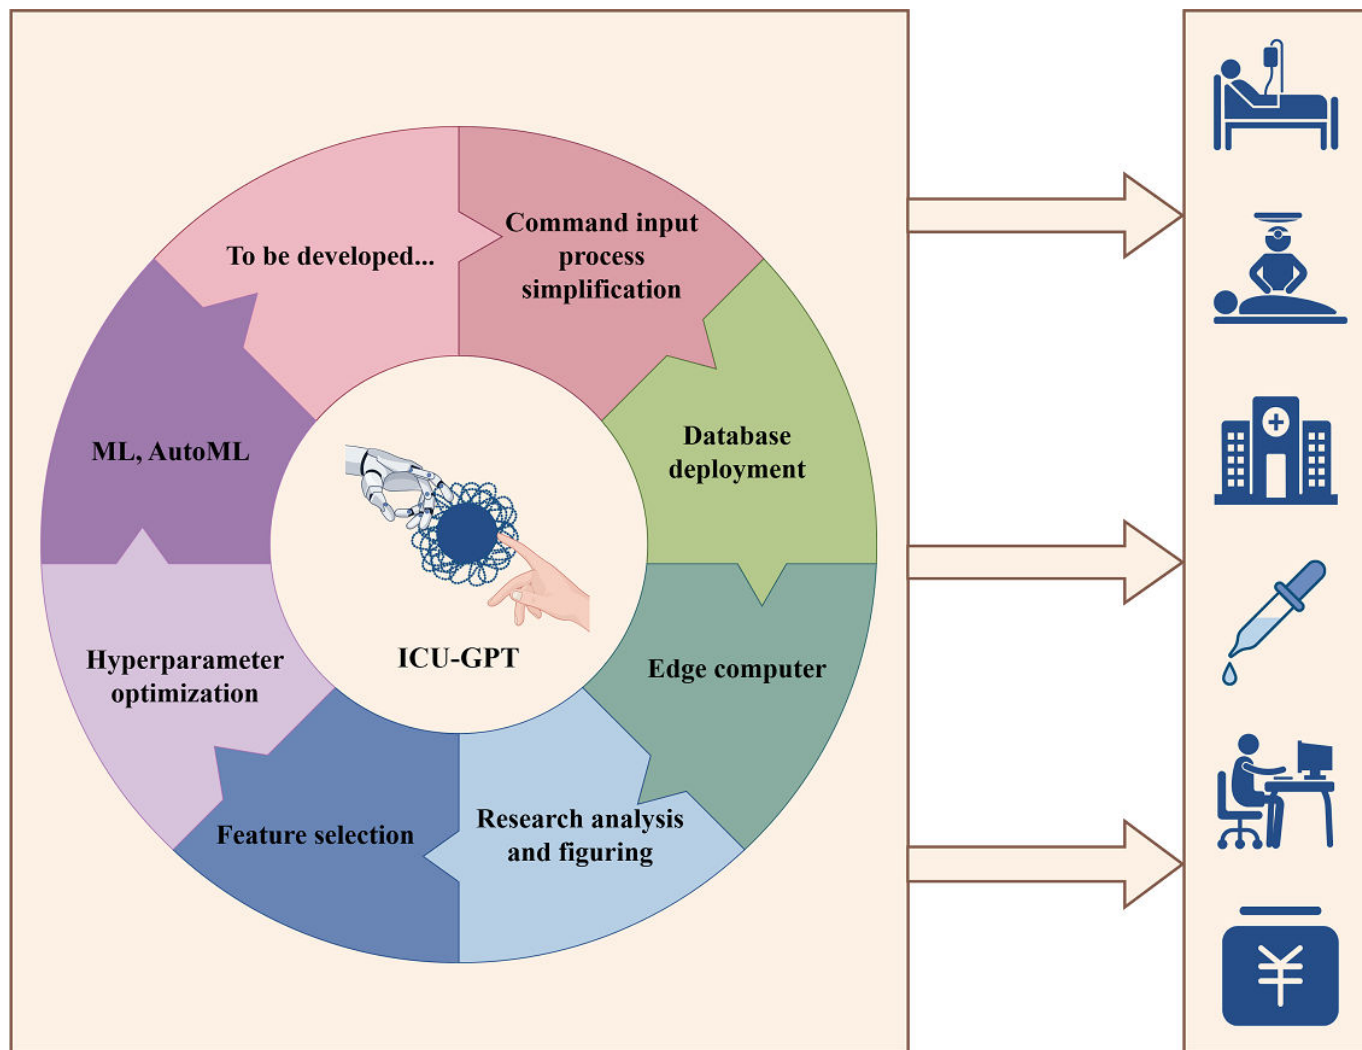 To be developed...
Command input
process
simplification
Database
deployment
Edge computer
Research analysis
and figuring
Feature selection
Hyperparameter
optimization
ML, AutoML
ICU-GPT
¥